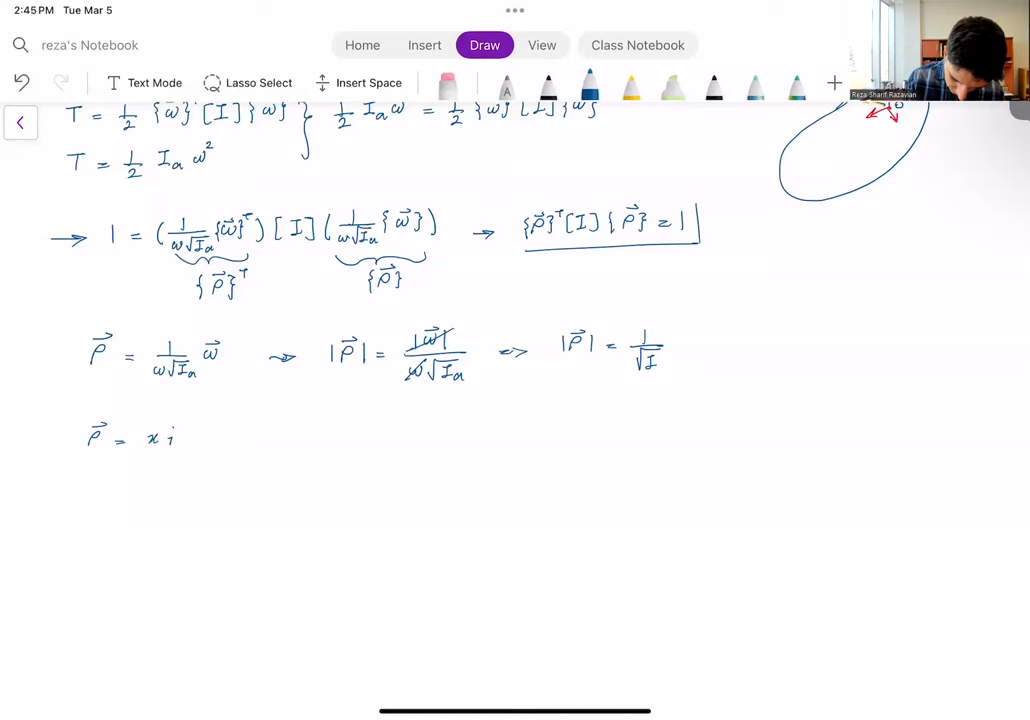 2:45 PM Tue Mar 5
reza's Notebook Home Insert Draw View Class Notebook
Text Mode Lasso Select Insert Space
Reza Sharif Razavian
T = 1/2 {ω} [I] {ω} } 1/2 I_a ω = 1/2 {ω} [I] {ω}
T = 1/2 I_a ω²
→ 1 = (1/(ω√I_a) {ω⃗}ᵀ) [I] (1/(ω√I_a) {ω⃗}) → {ρ⃗}ᵀ [I] {ρ⃗} = 1
{ρ⃗}ᵀ {ρ⃗}
ρ⃗ = 1/(ω√I_a) ω⃗ ⇝ |ρ⃗| = |ω⃗|/(ω√I_a) => |ρ⃗| = 1/√I
ρ⃗ = x i